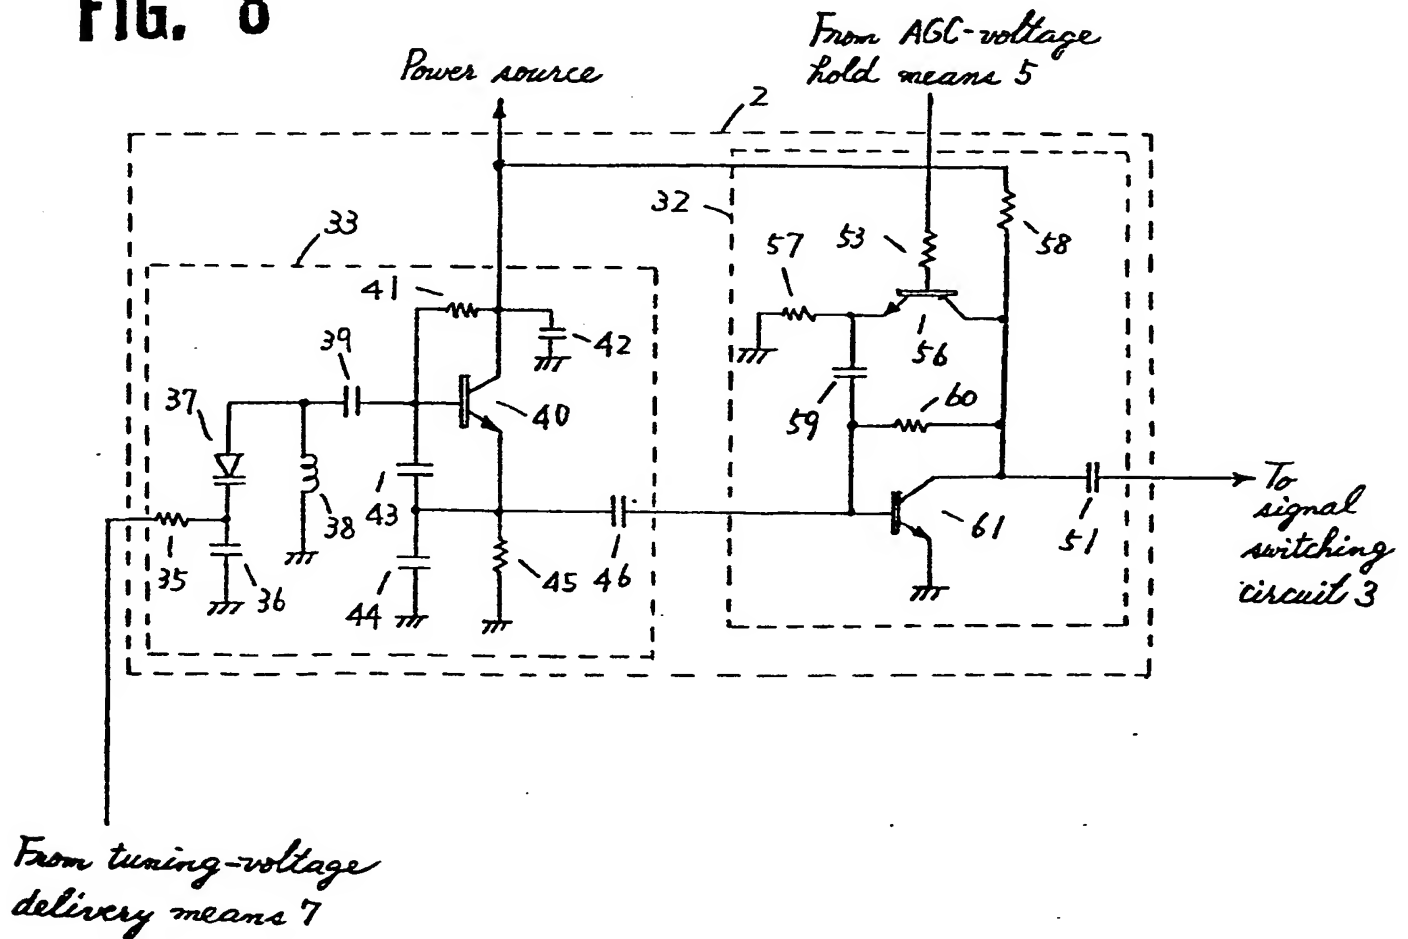 FIG. 8
From AGC-voltage
hold means 5
Power source
2
32
33
57
53
58
41
39
42
56
37
59
60
40
43
38
61
51
To
signal
switching
circuit 3
35
36
44
45
46
From tuning-voltage
delivery means 7